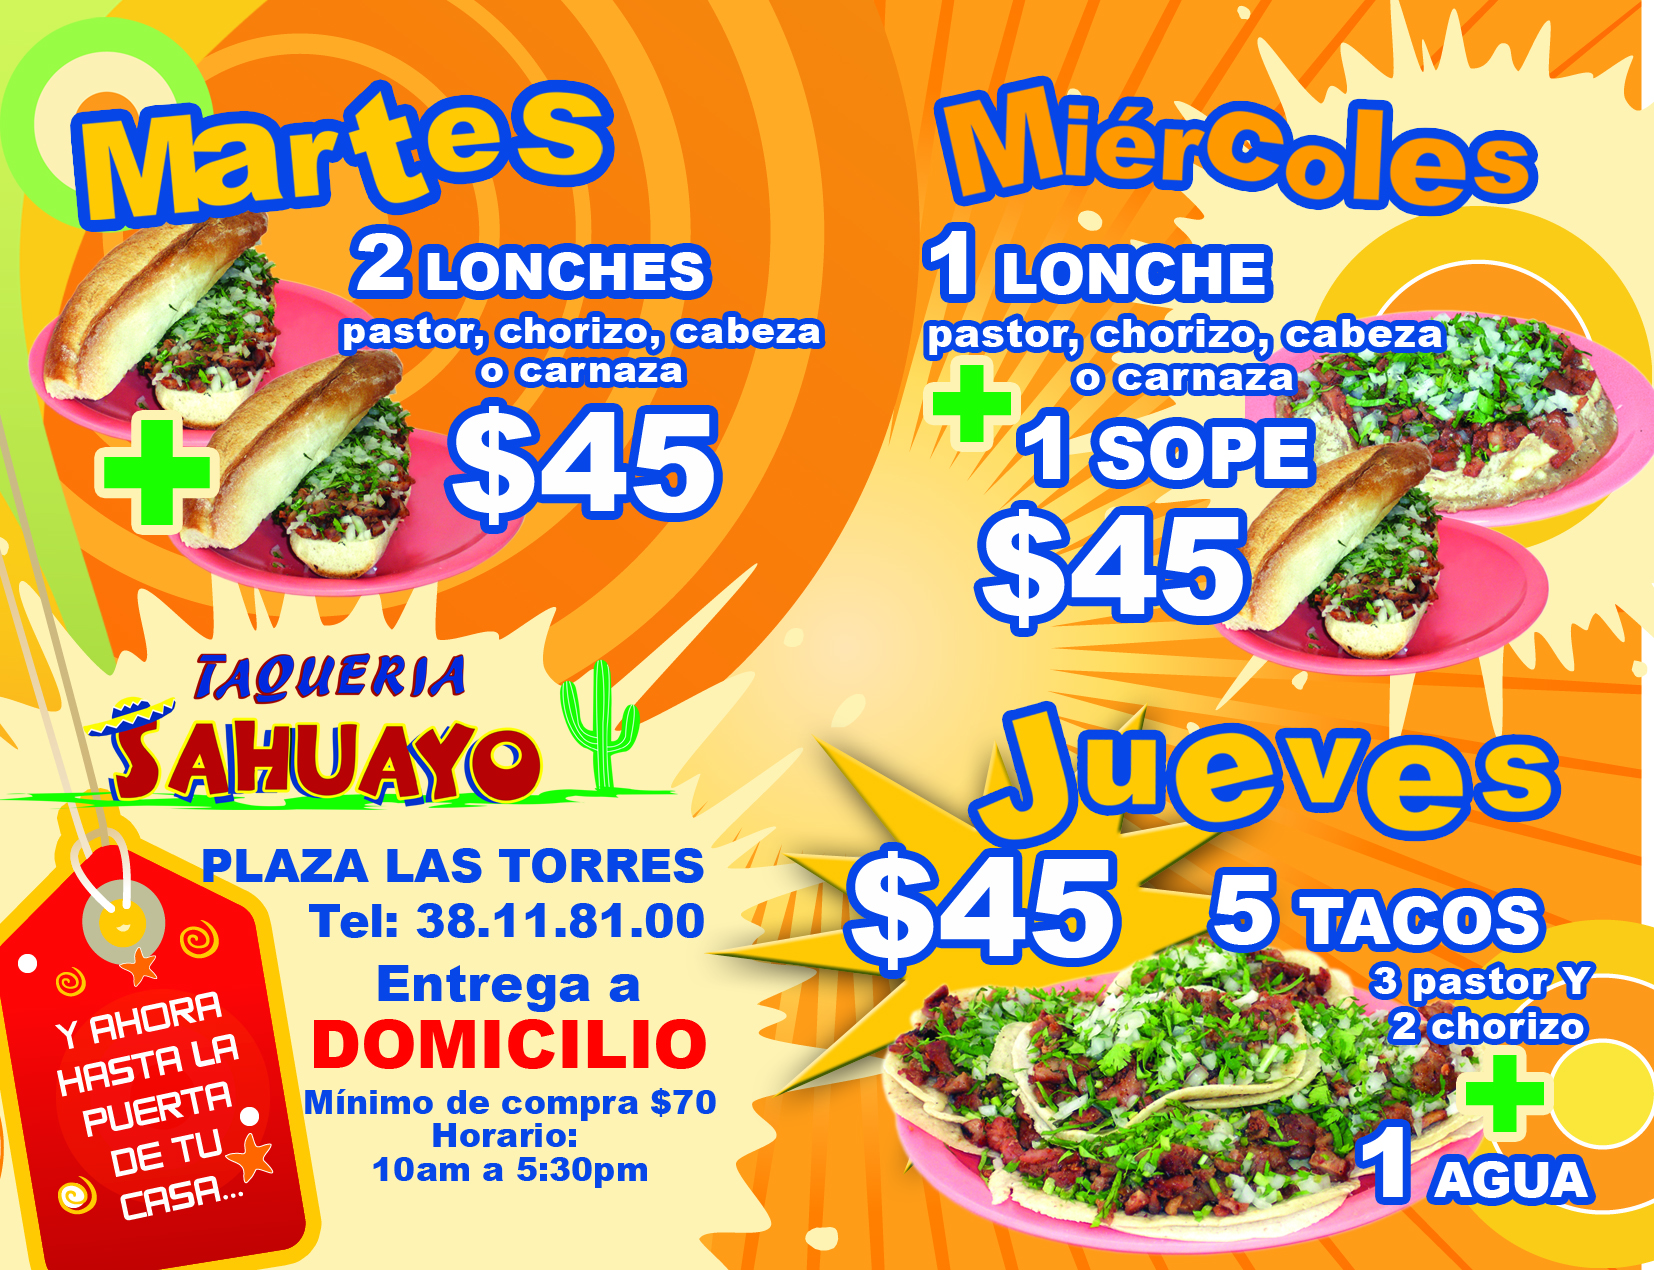 Martes
2 LONCHES
pastor, chorizo, cabeza
o carnaza
$45
Miércoles
1 LONCHE
pastor, chorizo, cabeza
o carnaza
1 SOPE
$45
TAQUERIA
SAHUAYO
PLAZA LAS TORRES
Tel: 38.11.81.00
Entrega a
DOMICILIO
Mínimo de compra $70
Horario:
10am a 5:30pm
Y AHORA
HASTA LA
PUERTA
DE TU
CASA...
Jueves
$45
5 TACOS
3 pastor Y
2 chorizo
+
1 AGUA